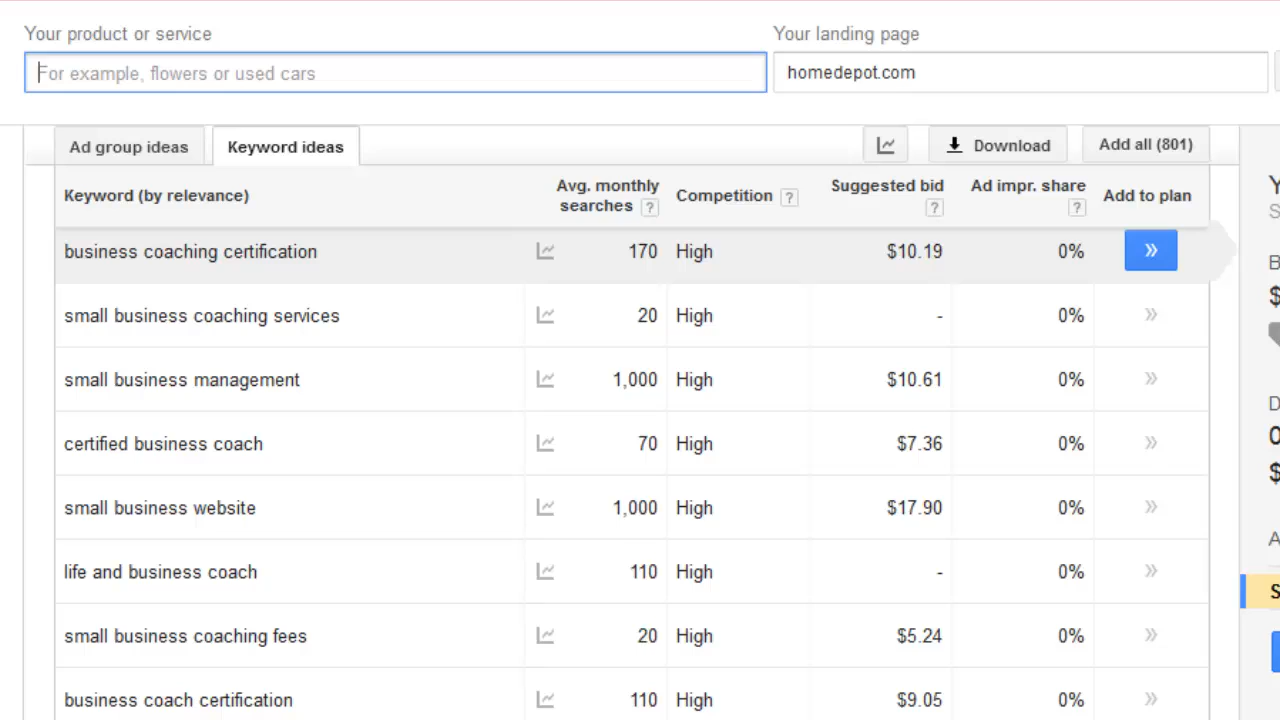 Your product or service Your landing page
For example, flowers or used cars homedepot.com
Ad group ideas Keyword ideas Download Add all (801)
Keyword (by relevance) Avg. monthly searches ? Competition ? Suggested bid ? Ad impr. share ? Add to plan
business coaching certification 170 High $10.19 0% »
small business coaching services 20 High - 0% »
small business management 1,000 High $10.61 0% »
certified business coach 70 High $7.36 0% »
small business website 1,000 High $17.90 0% »
life and business coach 110 High - 0% »
small business coaching fees 20 High $5.24 0% »
business coach certification 110 High $9.05 0% »